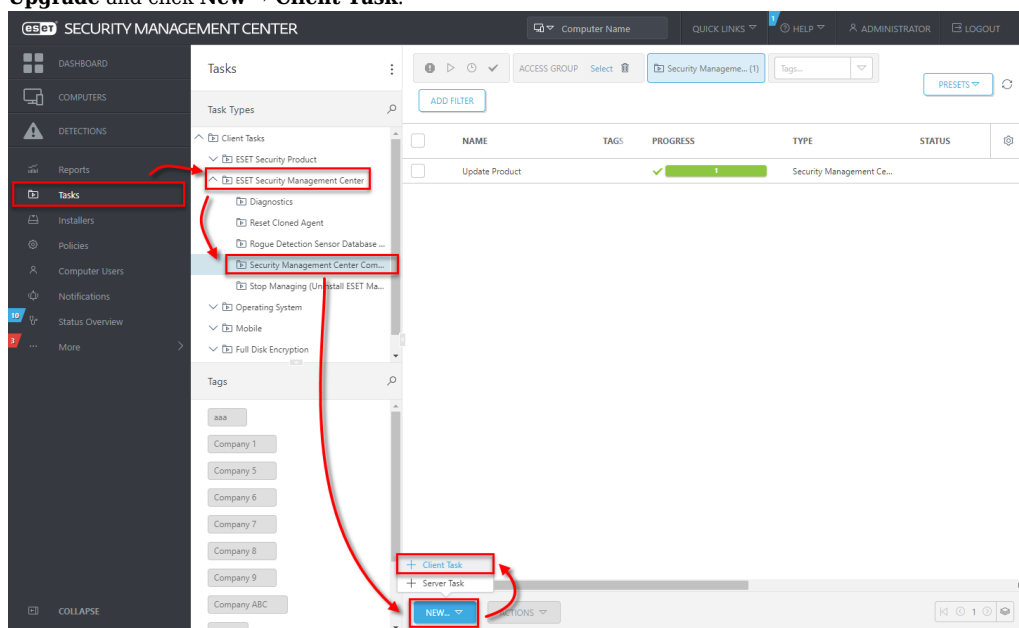 Upgrade and click New → Client Task.
eset SECURITY MANAGEMENT CENTER
Computer Name
QUICK LINKS
1
HELP
ADMINISTRATOR
LOGOUT
DASHBOARD
COMPUTERS
DETECTIONS
Reports
Tasks
Installers
Policies
Computer Users
Notifications
10
Status Overview
3
More
COLLAPSE
Tasks
Task Types
Client Tasks
ESET Security Product
ESET Security Management Center
Diagnostics
Reset Cloned Agent
Rogue Detection Sensor Database ...
Security Management Center Com...
Stop Managing (Uninstall ESET Ma...
Operating System
Mobile
Full Disk Encryption
Tags
aaa
Company 1
Company 5
Company 6
Company 7
Company 8
Company 9
Company ABC
ACCESS GROUP Select
Security Manageme... (1)
Tags...
PRESETS
ADD FILTER
NAME TAGS PROGRESS TYPE STATUS
Update Product 1 Security Management Ce...
+ Client Task
+ Server Task
NEW...
ACTIONS
1